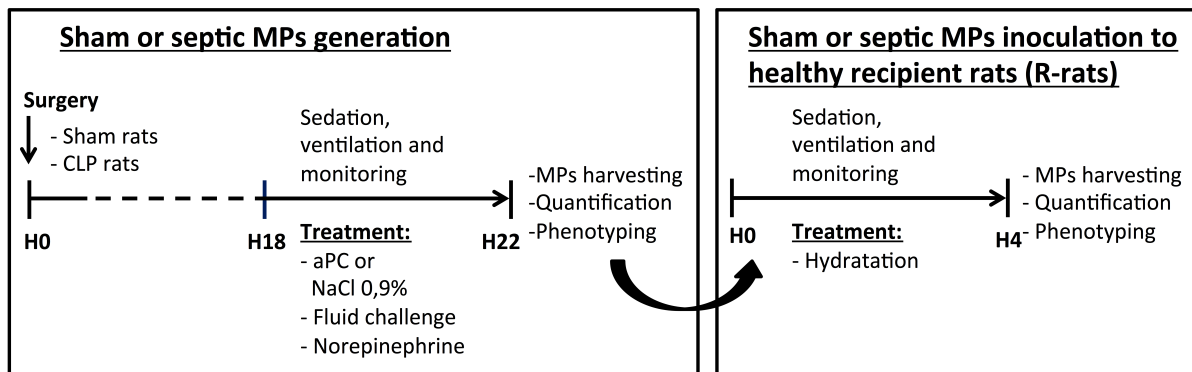 Sham or septic MPs generation
Surgery
- Sham rats
- CLP rats
Sedation,
ventilation and
monitoring
H0
H18
H22
Treatment:
- aPC or
NaCl 0,9%
- Fluid challenge
- Norepinephrine
-MPs harvesting
-Quantification
-Phenotyping
Sham or septic MPs inoculation to
healthy recipient rats (R-rats)
Sedation,
ventilation and
monitoring
H0
H4
Treatment:
- Hydratation
- MPs harvesting
- Quantification
- Phenotyping